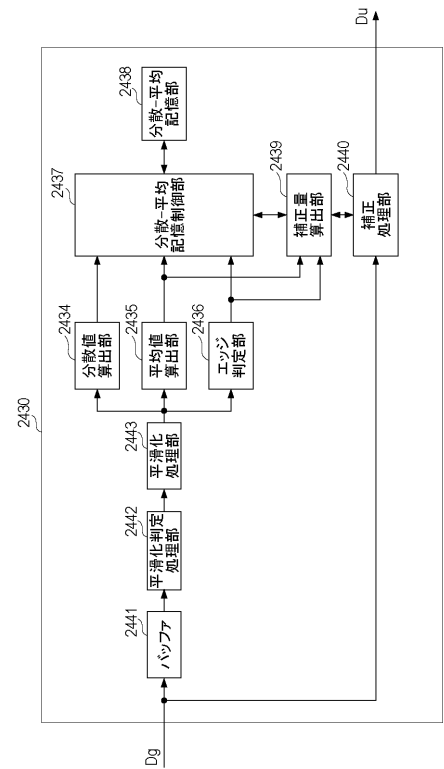 2430
Dg
2441
バッファ
2442
平滑化判定
処理部
2443
平滑化
処理部
2434
分散値
算出部
2435
平均値
算出部
2436
エッジ
判定部
2437
分散-平均
記憶制御部
2438
分散-平均
記憶部
2439
補正量
算出部
2440
補正
処理部
Du